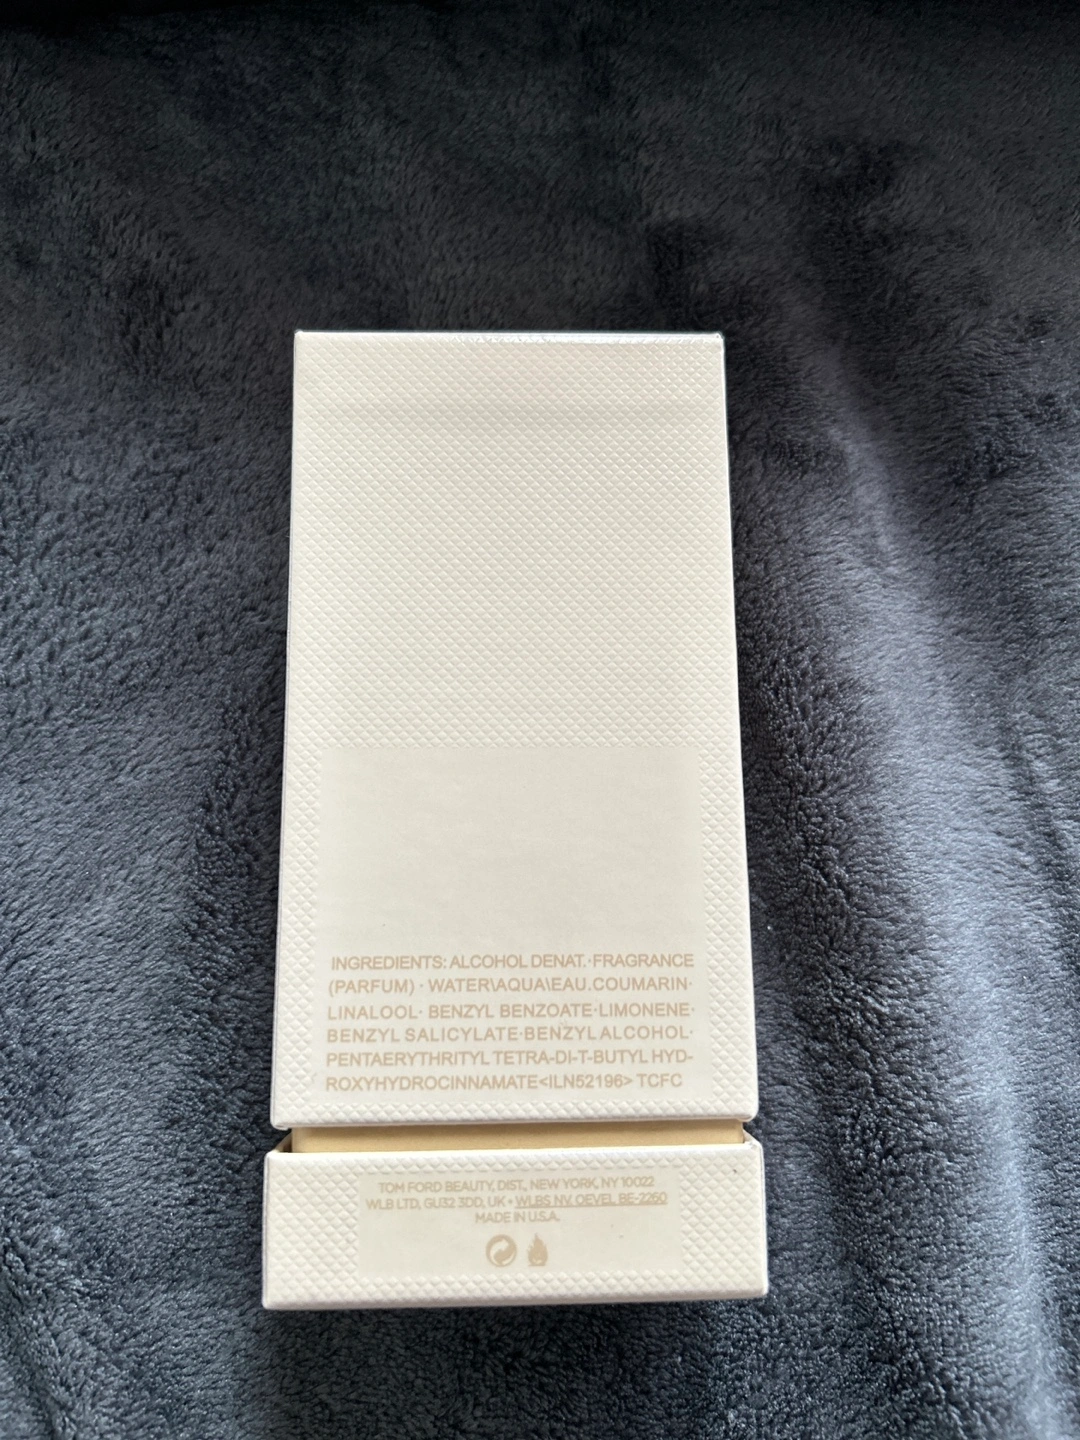 INGREDIENTS: ALCOHOL DENAT.·FRAGRANCE
(PARFUM) · WATER\AQUA\EAU.COUMARIN·
LINALOOL· BENZYL BENZOATE·LIMONENE·
BENZYL SALICYLATE·BENZYL ALCOHOL·
PENTAERYTHRITYL TETRA-DI-T-BUTYL HYD-
ROXYHYDROCINNAMATE<ILN52196> TCFC
TOM FORD BEAUTY, DIST., NEW YORK, NY 10022
WLB LTD, GU32 3DD, UK • WLBS NV. OEVEL BE-2260
MADE IN U.S.A.